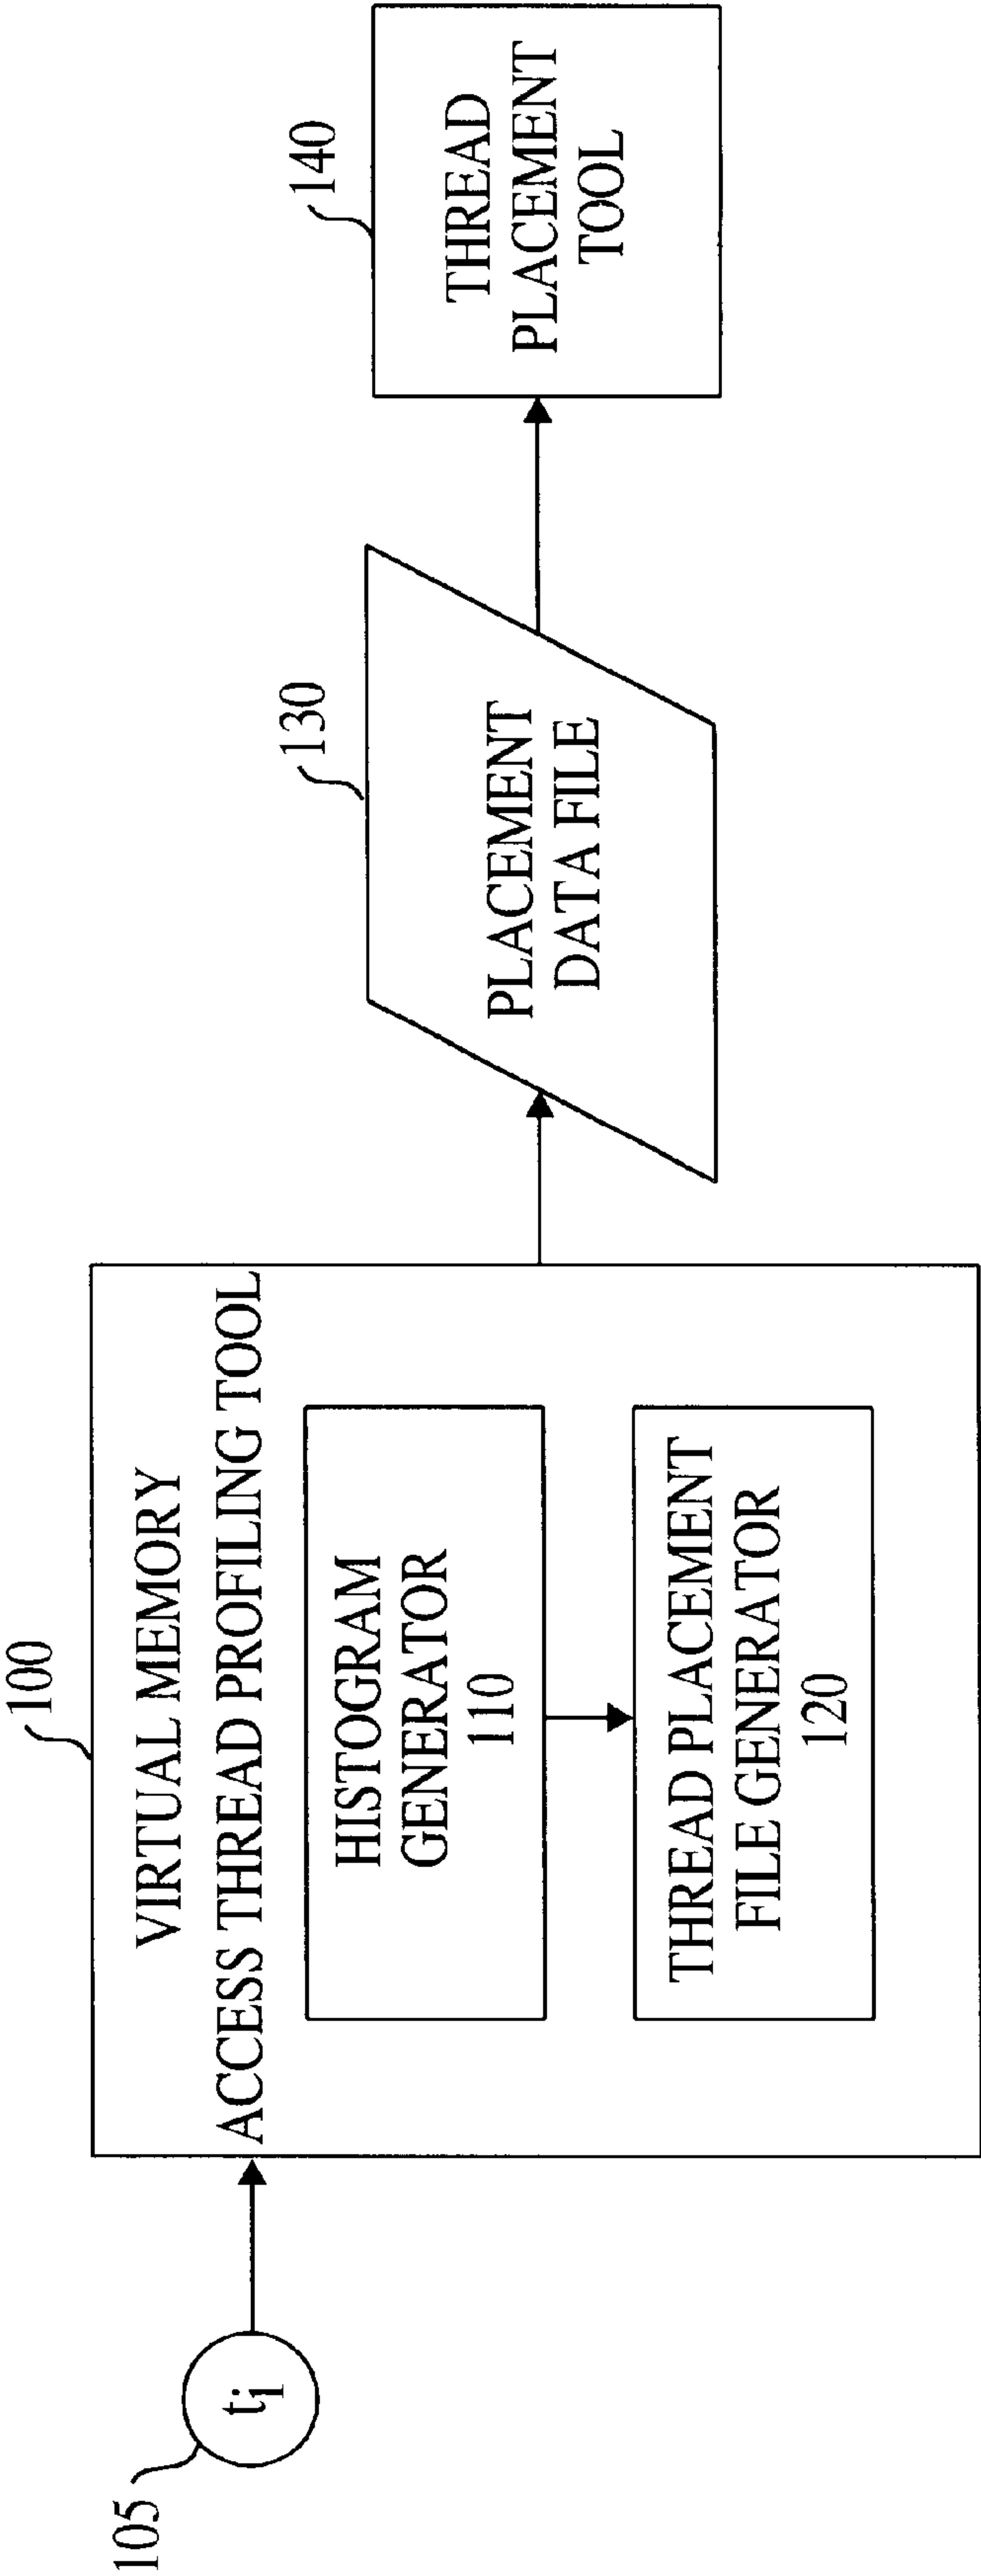 105
tᵢ
100
VIRTUAL MEMORY
ACCESS THREAD PROFILING TOOL
HISTOGRAM
GENERATOR
110
THREAD PLACEMENT
FILE GENERATOR
120
130
PLACEMENT
DATA FILE
140
THREAD
PLACEMENT
TOOL